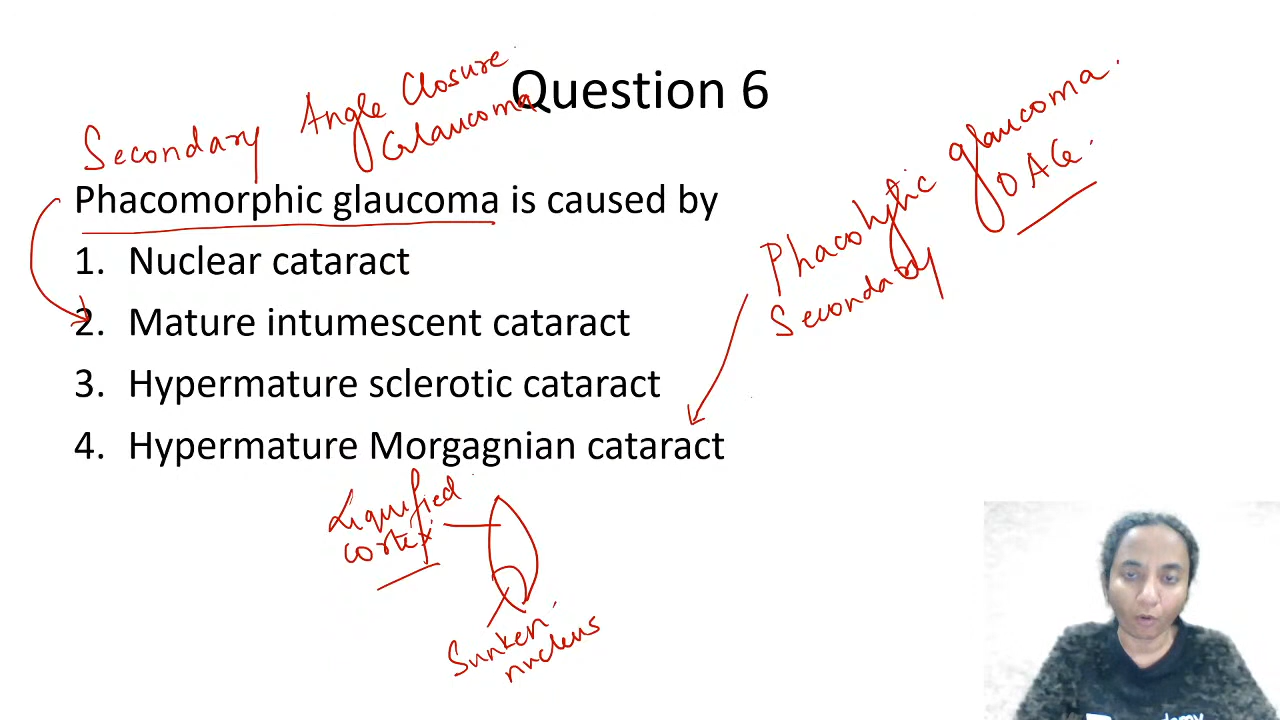 Question 6
Secondary Angle Closure
Glaucoma
Phacomorphic glaucoma is caused by
1. Nuclear cataract
2. Mature intumescent cataract
3. Hypermature sclerotic cataract
4. Hypermature Morgagnian cataract
Phacolytic glaucoma
Secondary OAG
Liquified
cortex
Sunken
nucleus